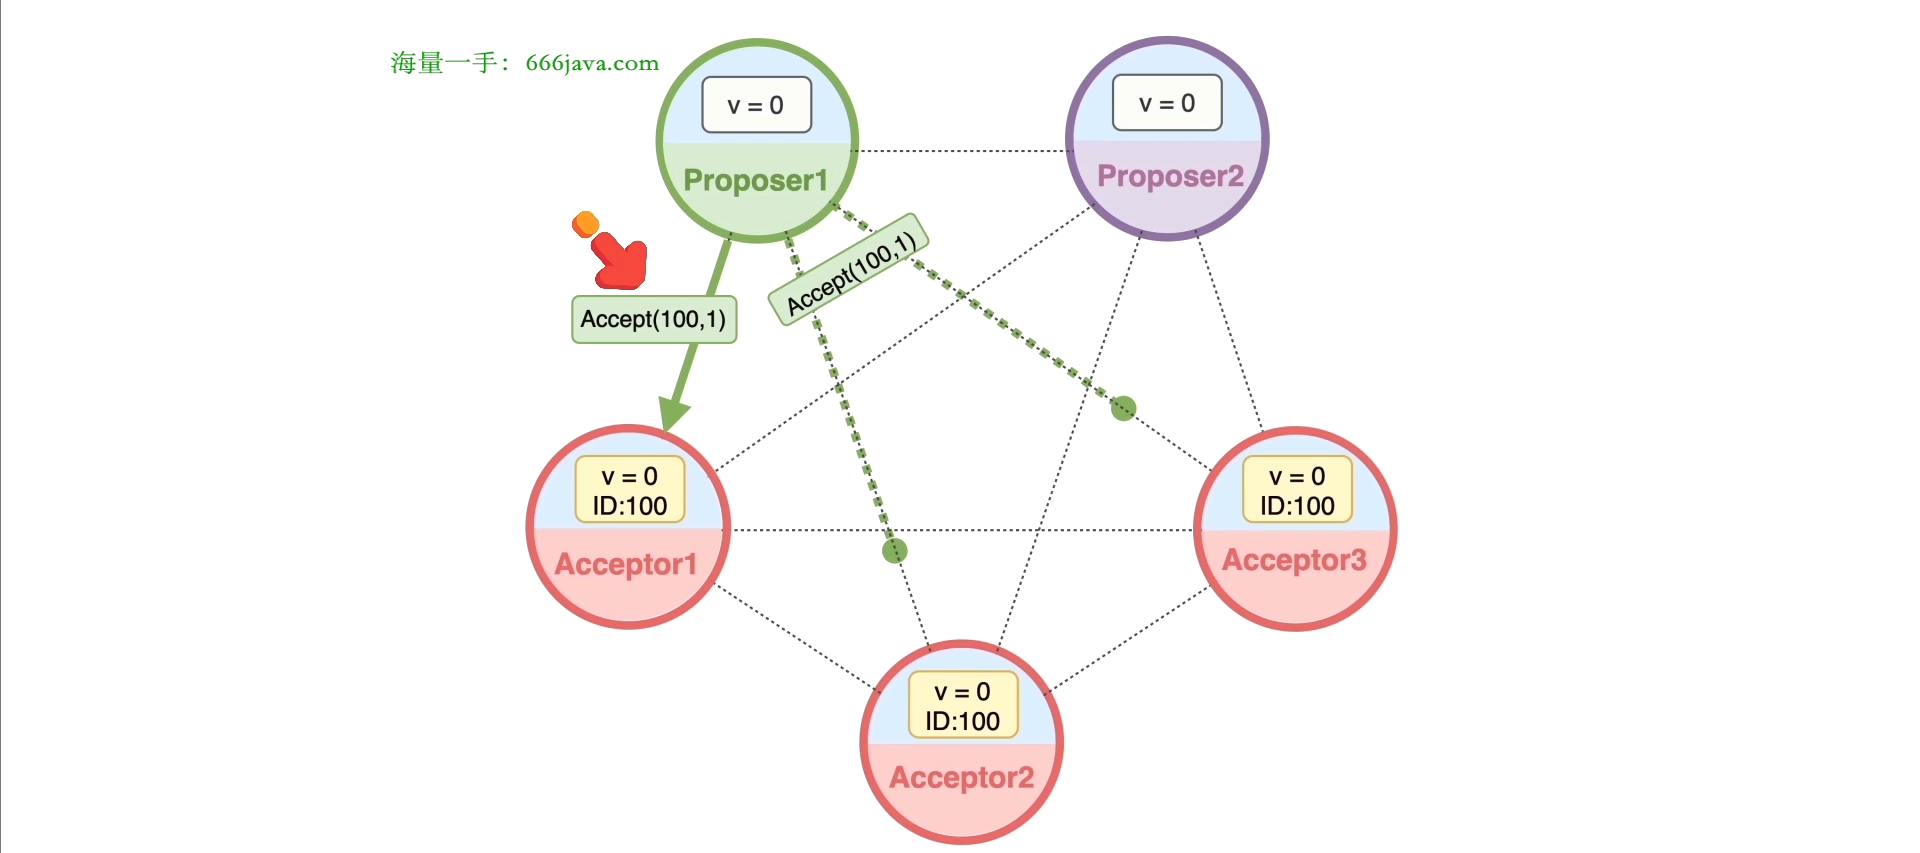 海量一手：666java.com
v = 0
Proposer1
v = 0
Proposer2
Accept(100,1)
Accept(100,1)
v = 0
ID:100
Acceptor1
v = 0
ID:100
Acceptor3
v = 0
ID:100
Acceptor2